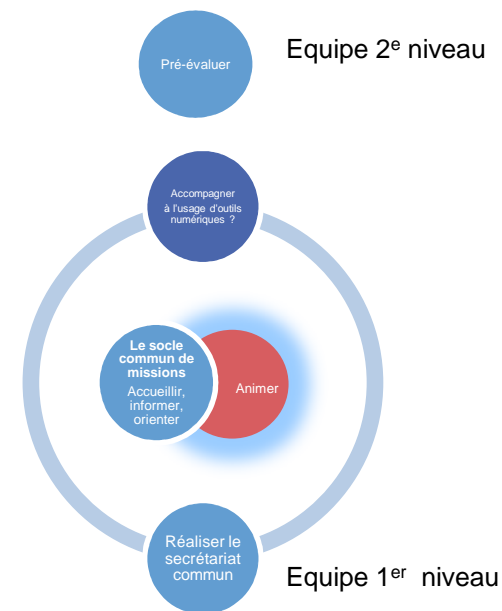 Pré-évaluer
Equipe 2e niveau
Accompagner
à l'usage d'outils
numériques ?
Le socle
commun de
missions
Accueillir,
informer,
orienter
Animer
Réaliser le
secrétariat
commun
Equipe 1er niveau